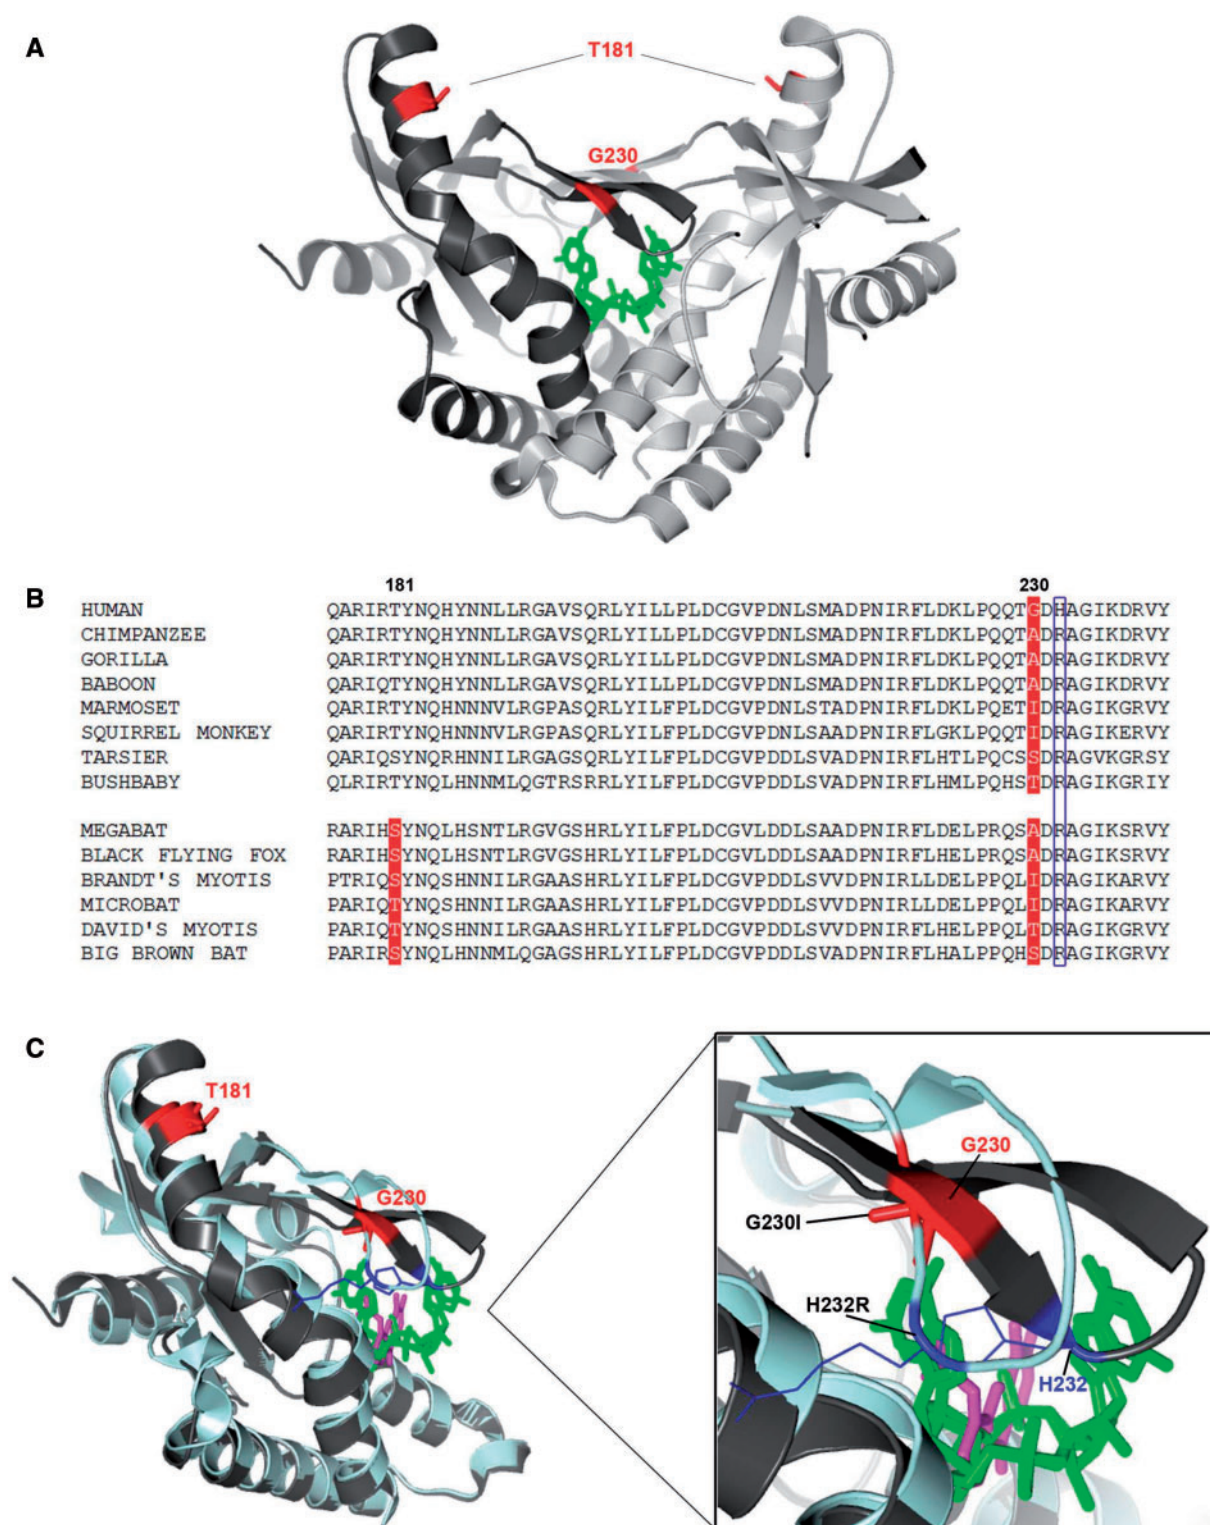 A
T181
G230
B
181 230
HUMAN QARIRTYNQHYNNLLRGAVSQRLYILLPLDCGVPDNLSMADPNIRFLDKLPQQTGDHAGIKDRVY
CHIMPANZEE QARIRTYNQHYNNLLRGAVSQRLYILLPLDCGVPDNLSMADPNIRFLDKLPQQTADRAGIKDRVY
GORILLA QARIRTYNQHYNNLLRGAVSQRLYILLPLDCGVPDNLSMADPNIRFLDKLPQQTADRAGIKDRVY
BABOON QARIQTYNQHYNNLLRGAVSQRLYILLPLDCGVPDNLSMADPNIRFLDKLPQQTADRAGIKDRVY
MARMOSET QARIRTYNQHNNNVLRGPASQRLYILFPLDCGVPDNLSTADPNIRFLDKLPQETIDRAGIKGRVY
SQUIRREL MONKEY QARIRTYNQHNNNVLRGPASQRLYILFPLDCGVPDNLSAADPNIRFLGKLPQQTIDRAGIKERVY
TARSIER QARIQSYNQRHNNILRGAGSQRLYILFPLDCGVPDDLSVADPNIRFLHTLPQCSSDRAGVKGRSY
BUSHBABY QLRIRTYNQLHNNMLQGTRSRRLYILFPLDCGVPDDLSVADPNIRFLHMLPQHSTDRAGIKGRIY
MEGABAT RARIHSYNQLHSNTLRGVGSHRLYILFPLDCGVLDDLSAADPNIRFLDELPRQSADRAGIKSRVY
BLACK FLYING FOX RARIHSYNQLHSNTLRGVGSHRLYILFPLDCGVLDDLSAADPNIRFLHELPRQSADRAGIKSRVY
BRANDT'S MYOTIS PTRIQSYNQSHNNILRGAASHRLYILFPLDCGVPDDLSVVDPNIRLLDELPPQLIDRAGIKARVY
MICROBAT PARIQTYNQSHNNILRGAASHRLYILFPLDCGVPDDLSVVDPNIRLLDELPPQLIDRAGIKARVY
DAVID'S MYOTIS PARIQTYNQSHNNILRGAASHRLYILFPLDCGVPDDLSVVDPNIRFLHELPPQLTDRAGIKGRVY
BIG BROWN BAT PARIRSYNQLHNNMLQGAGSHRLYILFPLDCGVPDDLSVADPNIRFLHALPPQHSDRAGIKGRVY
C
T181
G230
G230
G230I
H232R
H232